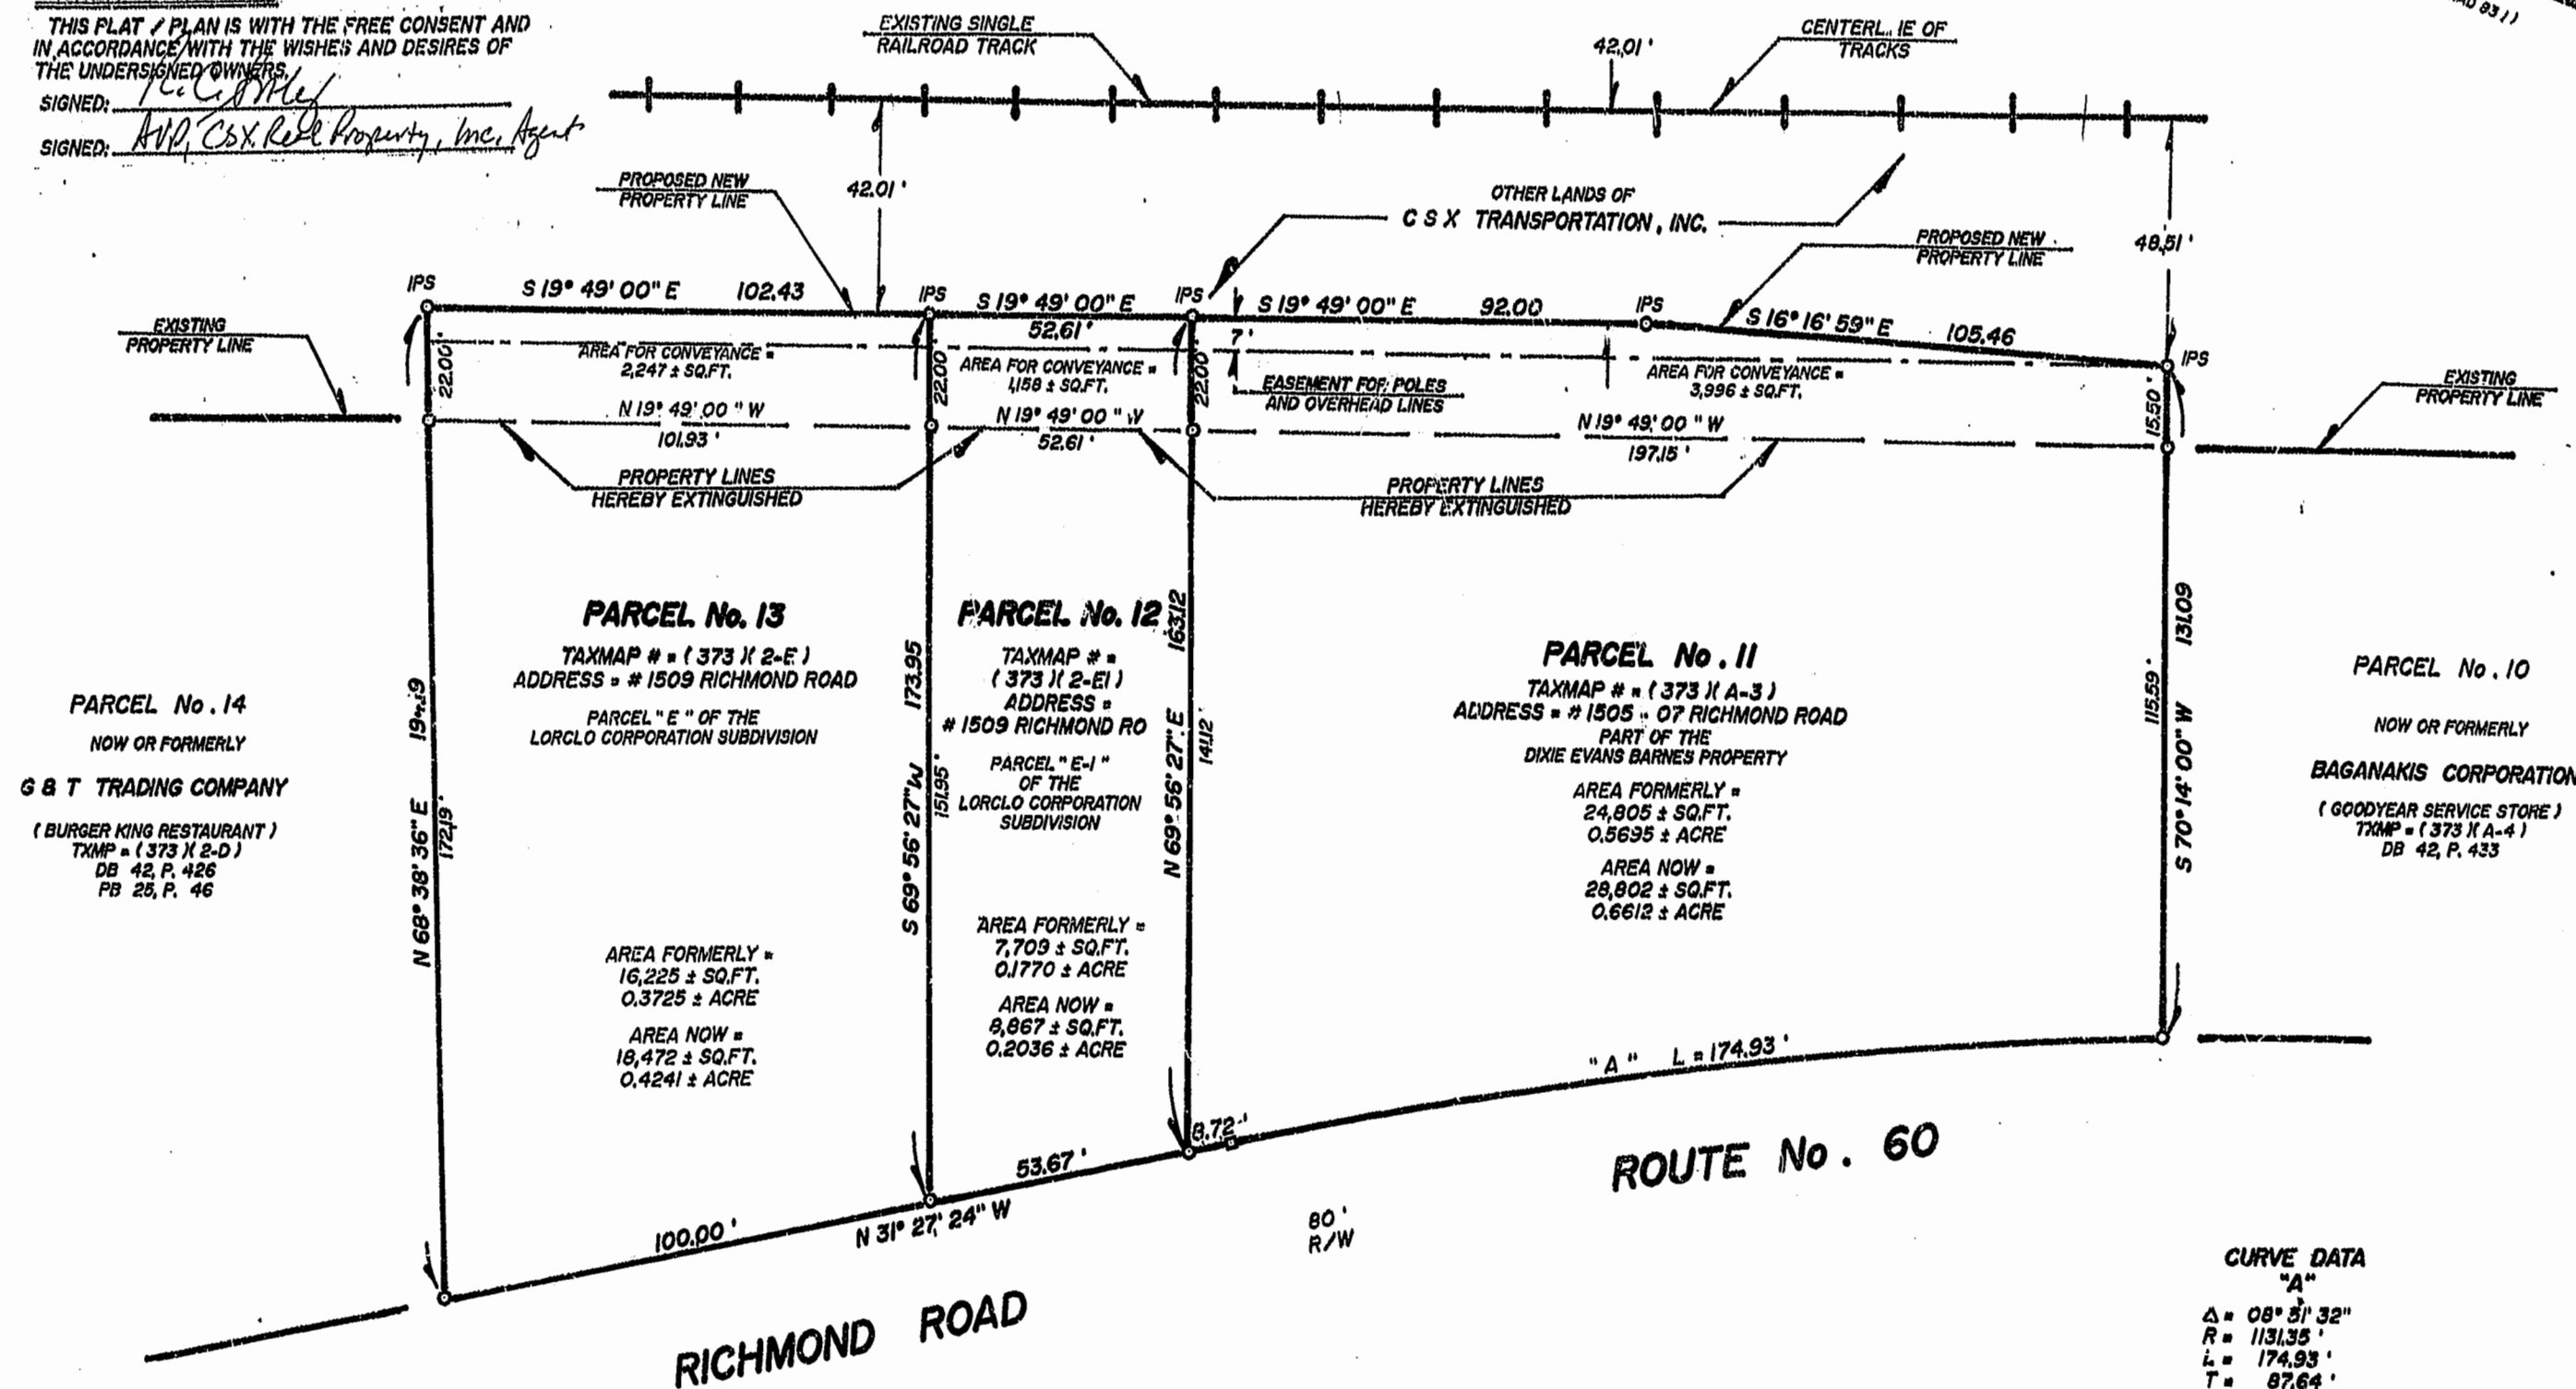 THIS PLAT / PLAN IS WITH THE FREE CONSENT AND
IN ACCORDANCE WITH THE WISHES AND DESIRES OF
THE UNDERSIGNED OWNERS.
SIGNED:
SIGNED: AVP, CSX Real Property, Inc. Agent
EXISTING SINGLE
RAILROAD TRACK
42.01 '
CENTERL..IE OF
TRACKS
PROPOSED NEW
PROPERTY LINE
42.01 '
OTHER LANDS OF
C S X TRANSPORTATION, INC.
PROPOSED NEW
PROPERTY LINE
48.51 '
IPS
S 19° 49' 00" E 102.43
IPS
S 19° 49' 00" E
52.61 '
IPS
S 19° 49' 00" E 92.00
IPS
S 16° 16' 59" E 105.46
IPS
EXISTING
PROPERTY LINE
22.00'
AREA FOR CONVEYANCE =
2,247 ± SQ.FT.
22.00'
AREA FOR CONVEYANCE =
1,158 ± SQ.FT.
22.00'
7'
EASEMENT FOR POLES
AND OVERHEAD LINES
AREA FOR CONVEYANCE =
3,996 ± SQ.FT.
15.50 '
EXISTING
PROPERTY LINE
N 19° 49' 00 " W
101.93 '
N 19° 49' 00 " W
52.61 '
N 19° 49' 00 " W
197.15 '
PROPERTY LINES
HEREBY EXTINGUISHED
PROPERTY LINES
HEREBY EXTINGUISHED
PARCEL No. 14
NOW OR FORMERLY
G & T TRADING COMPANY
( BURGER KING RESTAURANT )
TXMP = ( 373 )( 2-D )
DB 42, P. 426
PB 25, P. 46
N 68° 38' 36" E 194.19
172.19 '
PARCEL No. 13
TAXMAP # = ( 373 )( 2-E )
ADDRESS = # 1509 RICHMOND ROAD
PARCEL "E" OF THE
LORCLO CORPORATION SUBDIVISION
AREA FORMERLY =
16,225 ± SQ.FT.
0.3725 ± ACRE
AREA NOW =
18,472 ± SQ.FT.
0.4241 ± ACRE
S 69° 56' 27" W 173.95
151.95 '
PARCEL No. 12
TAXMAP # =
( 373 )( 2-E1 )
ADDRESS =
# 1509 RICHMOND RO
PARCEL " E-1 "
OF THE
LORCLO CORPORATION
SUBDIVISION
AREA FORMERLY =
7,709 ± SQ.FT.
0.1770 ± ACRE
AREA NOW =
8,867 ± SQ.FT.
0.2036 ± ACRE
N 69° 56' 27" E 163.12
141.12 '
PARCEL No. 11
TAXMAP # = ( 373 )( A-3 )
ADDRESS = # 1505 - 07 RICHMOND ROAD
PART OF THE
DIXIE EVANS BARNES PROPERTY
AREA FORMERLY =
24,805 ± SQ.FT.
0.5695 ± ACRE
AREA NOW =
28,802 ± SQ.FT.
0.6612 ± ACRE
115.59 '
S 70° 14' 00" W 131.09
PARCEL No. 10
NOW OR FORMERLY
BAGANAKIS CORPORATION
( GOODYEAR SERVICE STORE )
TXMP = ( 373 )( A-4 )
DB 42, P. 433
100.00 '
N 31° 27' 24" W
53.67 '
8.72 '
"A" L = 174.93 '
80 '
R/W
RICHMOND ROAD
ROUTE No. 60
CURVE DATA
"A"
Δ = 08° 51' 32"
R = 1131.35 '
L = 174.93 '
T = 87.64 '